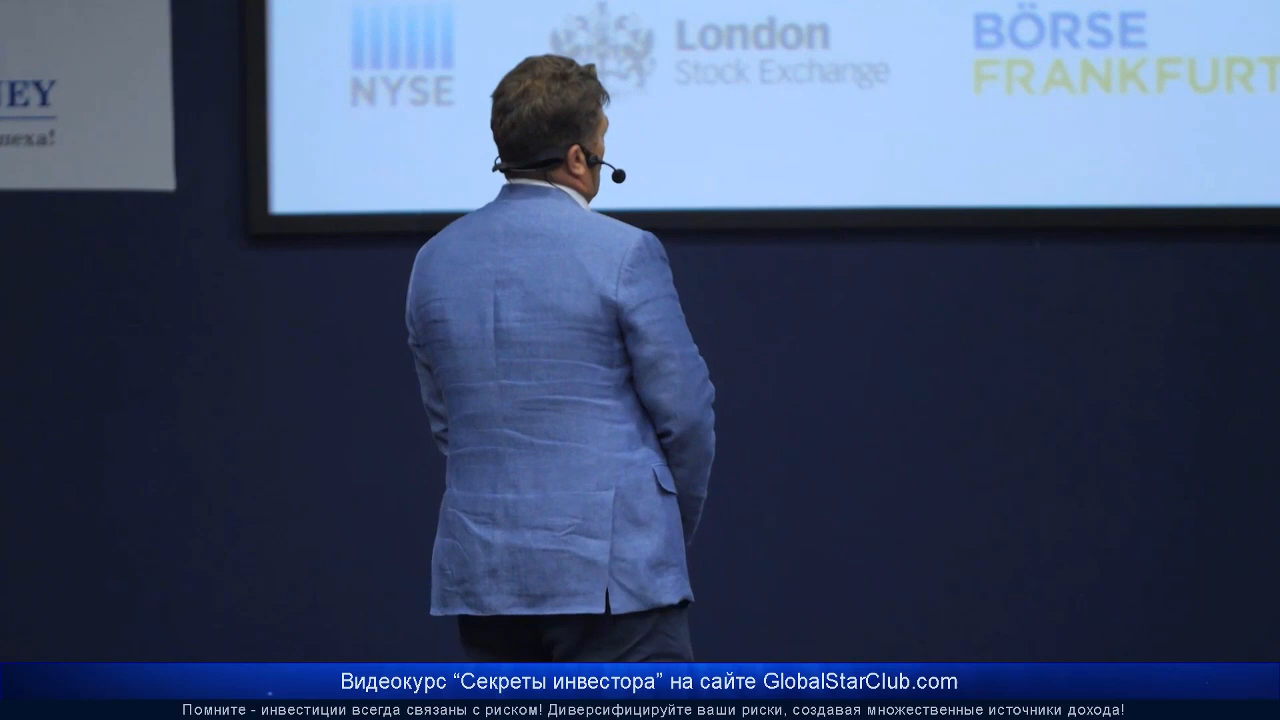 NYSE
London
Stock Exchange
BÖRSE
FRANKFURT
Видеокурс “Секреты инвестора” на сайте GlobalStarClub.com
Помните - инвестиции всегда связаны с риском! Диверсифицируйте ваши риски, создавая множественные источники дохода!